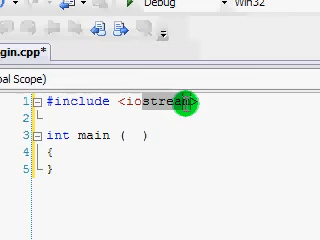 Debug
Win32
gin.cpp*
bal Scope)
1 #include <iostream>
2
3 int main ( )
4 {
5 }